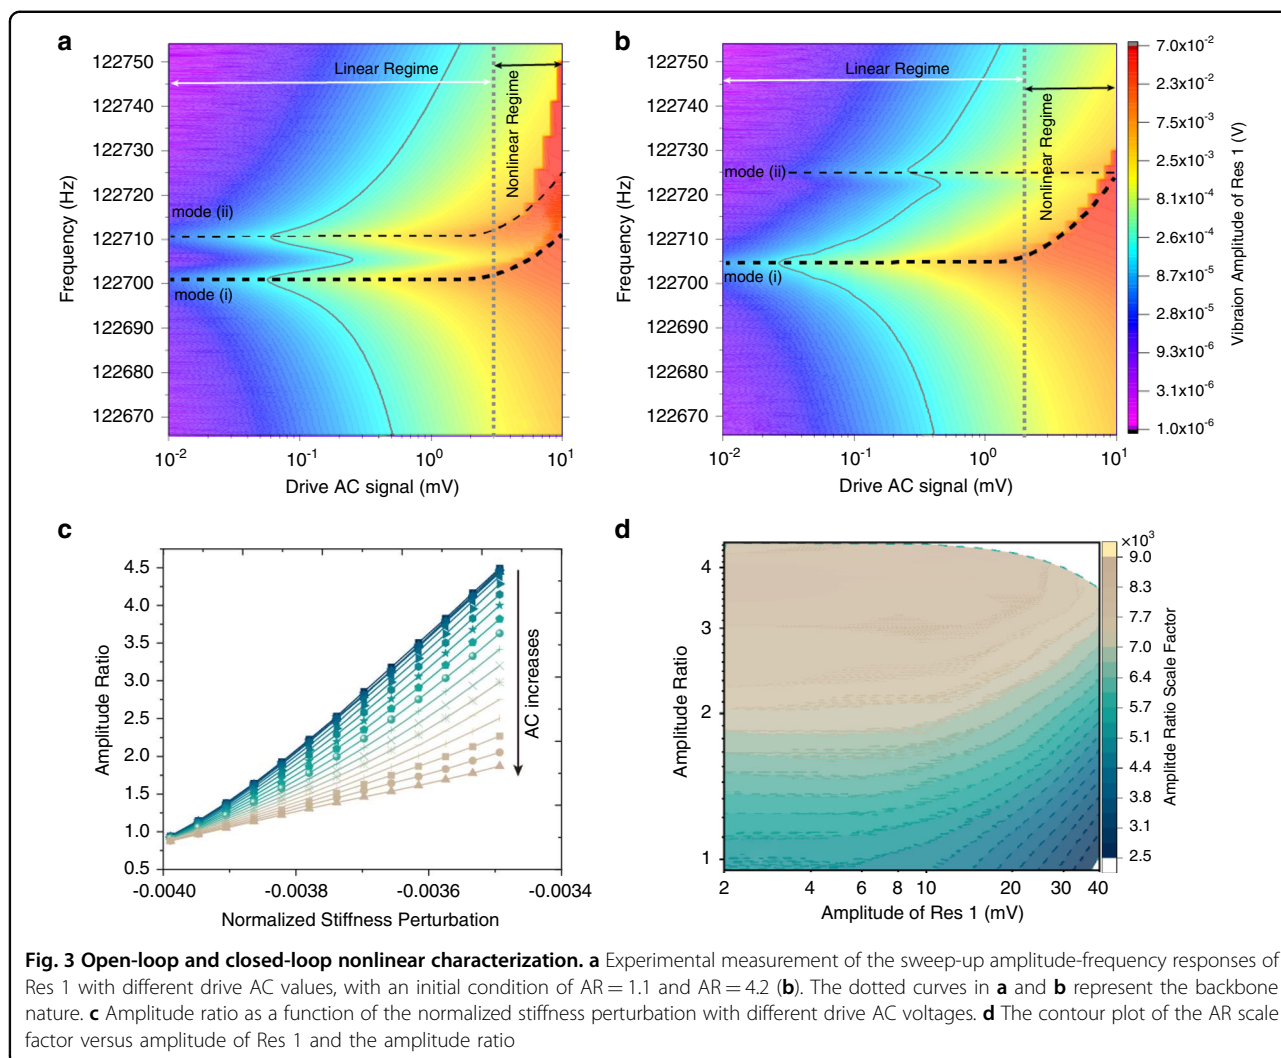 a
Frequency (Hz)
122750
122740
122730
122720
122710
122700
122690
122680
122670
Linear Regime
Nonlinear Regime
mode (ii)
mode (i)
10-2
10-1
100
101
Drive AC signal (mV)
b
Frequency (Hz)
122750
122740
122730
122720
122710
122700
122690
122680
122670
Linear Regime
Nonlinear Regime
mode (ii)
mode (i)
10-2
10-1
100
101
Drive AC signal (mV)
7.0x10-2
2.3x10-2
7.5x10-3
2.5x10-3
8.1x10-4
2.6x10-4
8.7x10-5
2.8x10-5
9.3x10-6
3.1x10-6
1.0x10-6
Vibraion Amplitude of Res 1 (V)
c
Amplitude Ratio
4.5
4.0
3.5
3.0
2.5
2.0
1.5
1.0
0.5
AC increases
-0.0040
-0.0038
-0.0036
-0.0034
Normalized Stiffness Perturbation
d
Amplitude Ratio
4
3
2
1
2
4
6
8
10
20
30
40
Amplitude of Res 1 (mV)
×103
9.0
8.3
7.7
7.0
6.4
5.7
5.1
4.4
3.8
3.1
2.5
Amplitde Ratio Scale Factor
Fig. 3 Open-loop and closed-loop nonlinear characterization. a Experimental measurement of the sweep-up amplitude-frequency responses of
Res 1 with different drive AC values, with an initial condition of AR = 1.1 and AR = 4.2 (b). The dotted curves in a and b represent the backbone
nature. c Amplitude ratio as a function of the normalized stiffness perturbation with different drive AC voltages. d The contour plot of the AR scale
factor versus amplitude of Res 1 and the amplitude ratio